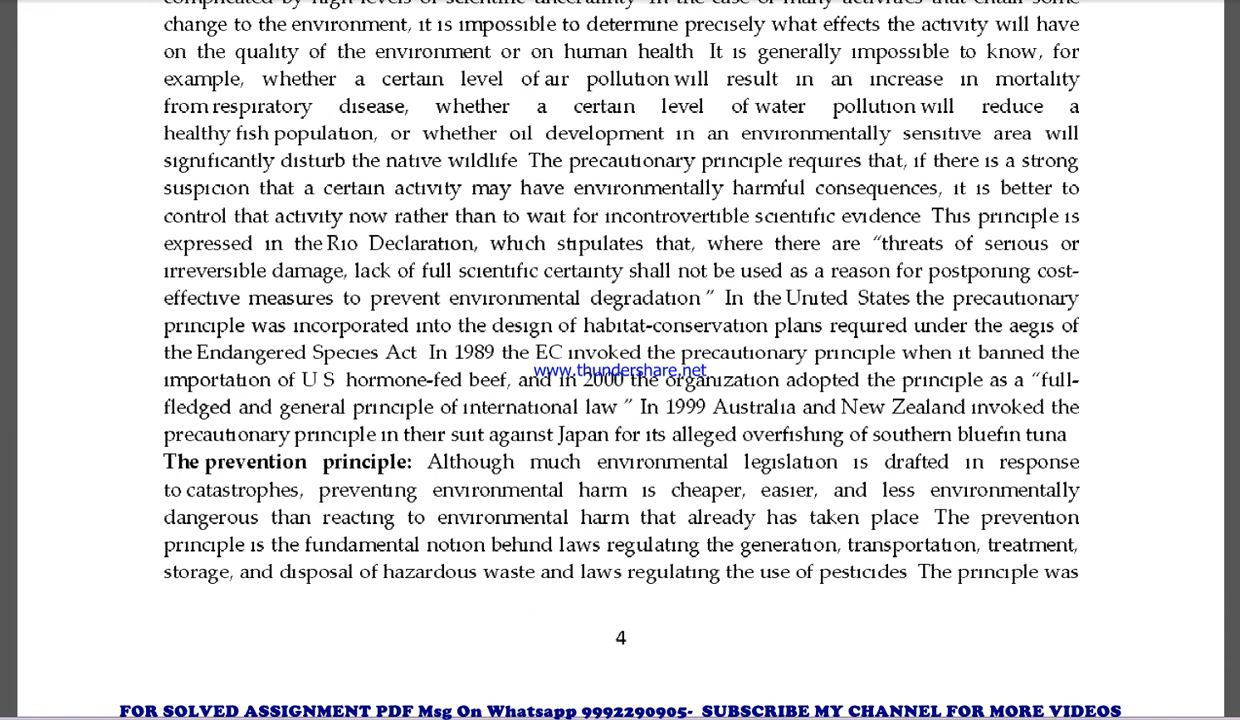 complicated by high levels of scientific uncertainty In the case of many activities that entail some
change to the environment, it is impossible to determine precisely what effects the activity will have
on the quality of the environment or on human health It is generally impossible to know, for
example, whether a certain level of air pollution will result in an increase in mortality
from respiratory disease, whether a certain level of water pollution will reduce a
healthy fish population, or whether oil development in an environmentally sensitive area will
significantly disturb the native wildlife The precautionary principle requires that, if there is a strong
suspicion that a certain activity may have environmentally harmful consequences, it is better to
control that activity now rather than to wait for incontrovertible scientific evidence This principle is
expressed in the Rio Declaration, which stipulates that, where there are “threats of serious or
irreversible damage, lack of full scientific certainty shall not be used as a reason for postponing cost-
effective measures to prevent environmental degradation ” In the United States the precautionary
principle was incorporated into the design of habitat-conservation plans required under the aegis of
the Endangered Species Act In 1989 the EC invoked the precautionary principle when it banned the
www.thundershare.net
importation of U S hormone-fed beef, and in 2000 the organization adopted the principle as a “full-
fledged and general principle of international law ” In 1999 Australia and New Zealand invoked the
precautionary principle in their suit against Japan for its alleged overfishing of southern bluefin tuna
The prevention principle: Although much environmental legislation is drafted in response
to catastrophes, preventing environmental harm is cheaper, easier, and less environmentally
dangerous than reacting to environmental harm that already has taken place The prevention
principle is the fundamental notion behind laws regulating the generation, transportation, treatment,
storage, and disposal of hazardous waste and laws regulating the use of pesticides The principle was
4
FOR SOLVED ASSIGNMENT PDF Msg On Whatsapp 9992290905- SUBSCRIBE MY CHANNEL FOR MORE VIDEOS